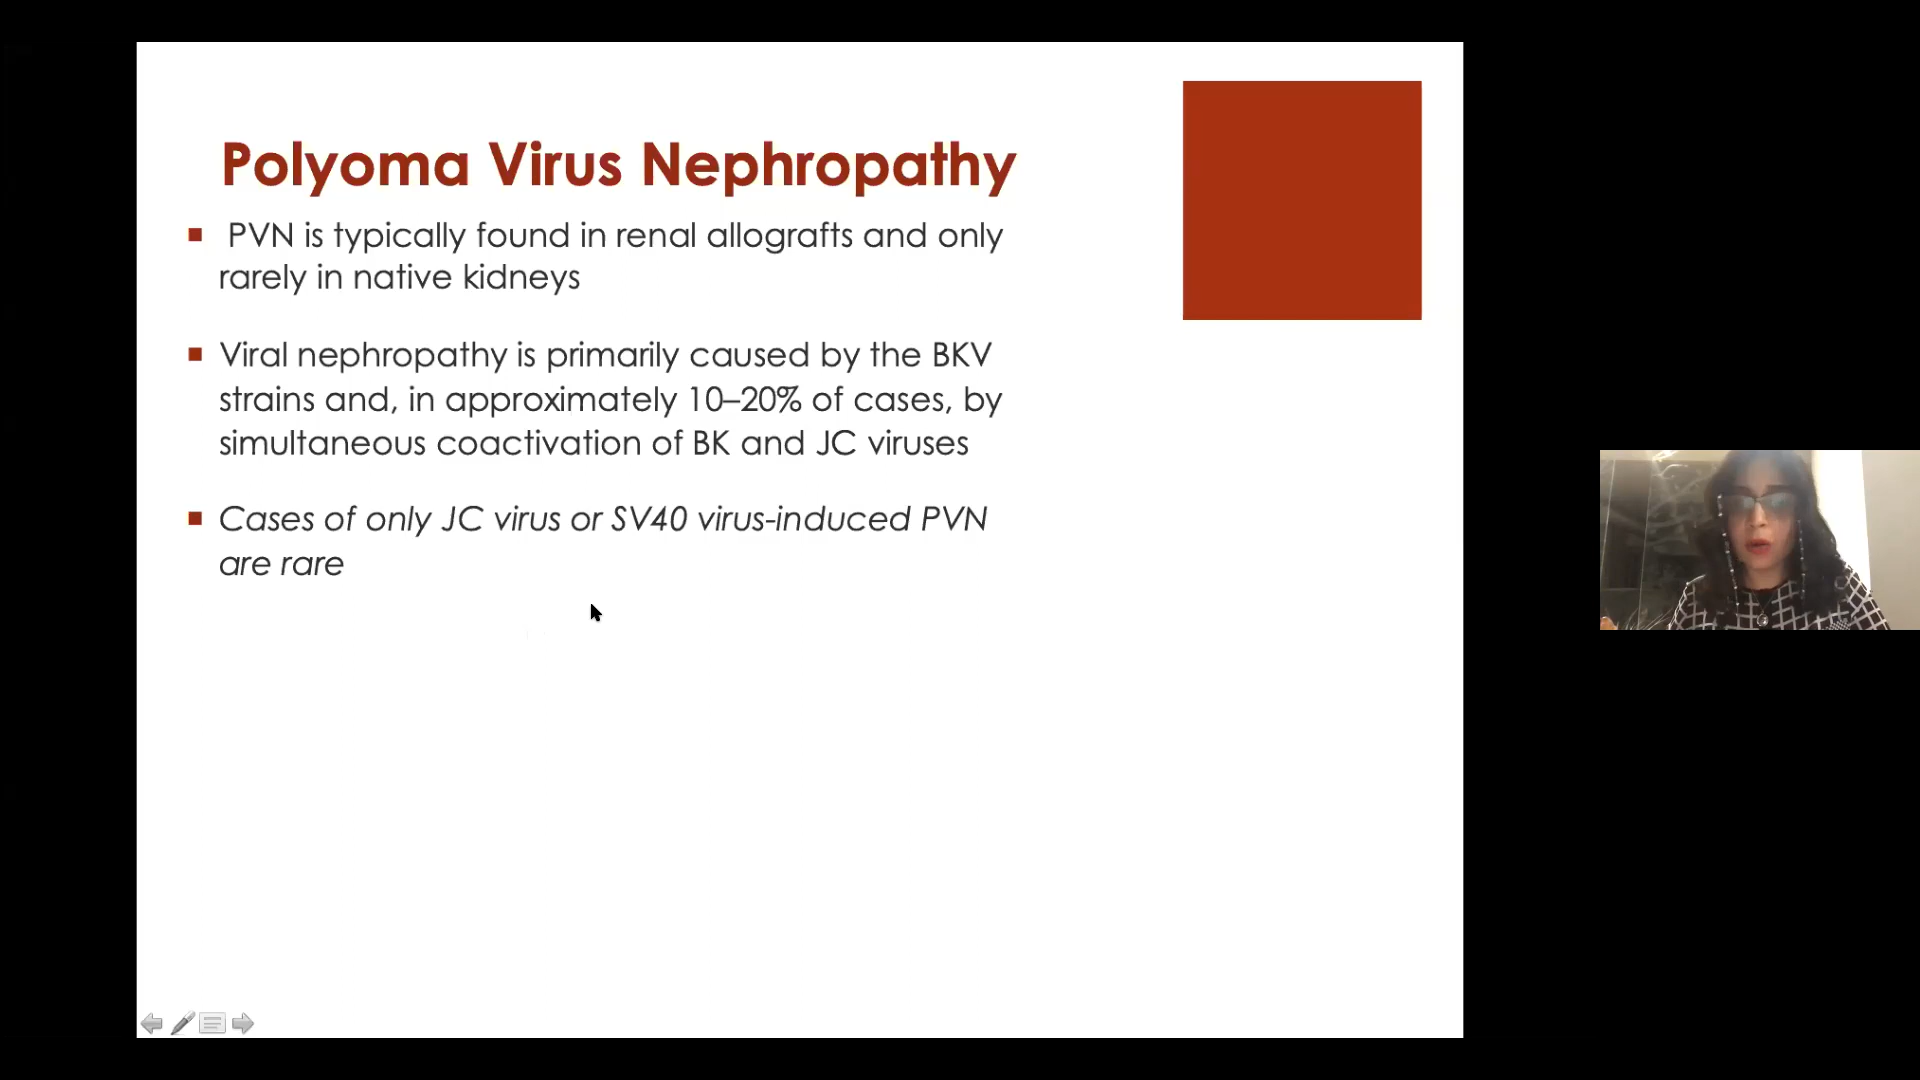 Polyoma Virus Nephropathy
PVN is typically found in renal allografts and only
rarely in native kidneys
Viral nephropathy is primarily caused by the BKV
strains and, in approximately 10–20% of cases, by
simultaneous coactivation of BK and JC viruses
Cases of only JC virus or SV40 virus-induced PVN
are rare